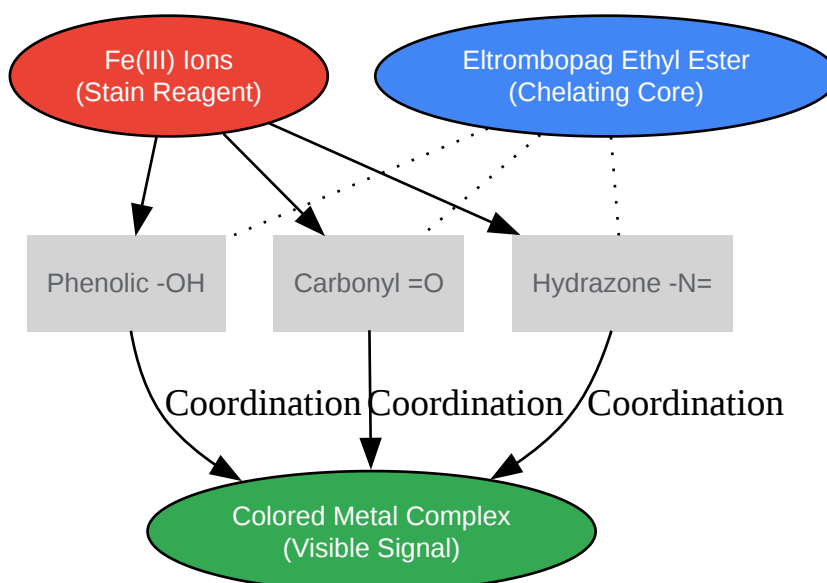 Fe(III) Ions
(Stain Reagent)
Eltrombopag Ethyl Ester
(Chelating Core)
Phenolic -OH
Carbonyl =O
Hydrazone -N=
Coordination
Coordination
Coordination
Colored Metal Complex
(Visible Signal)